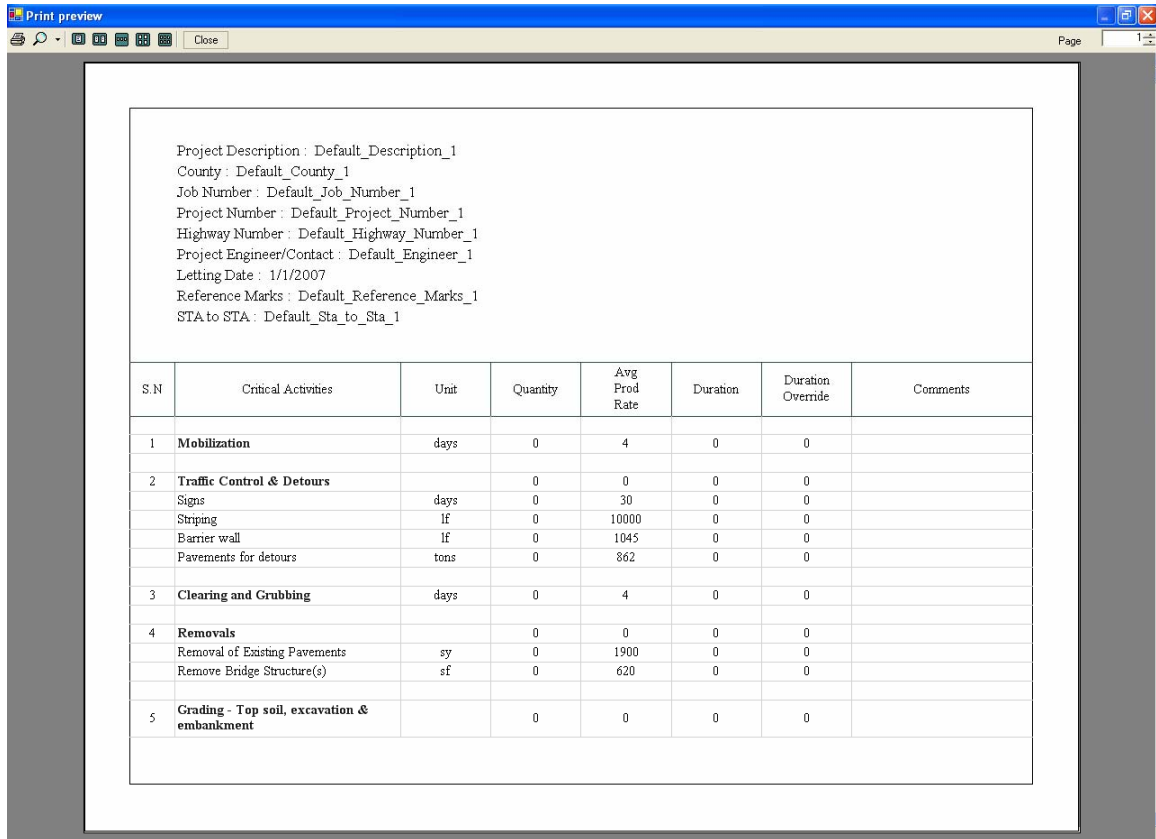 Print preview
Close
Page 1
Project Description : Default_Description_1
County : Default_County_1
Job Number : Default_Job_Number_1
Project Number : Default_Project_Number_1
Highway Number : Default_Highway_Number_1
Project Engineer/Contact : Default_Engineer_1
Letting Date : 1/1/2007
Reference Marks : Default_Reference_Marks_1
STA to STA : Default_Sta_to_Sta_1
S.N Critical Activities Unit Quantity Avg Prod Rate Duration Duration Override Comments
1 Mobilization days 0 4 0 0
2 Traffic Control & Detours 0 0 0 0
Signs days 0 30 0 0
Striping lf 0 10000 0 0
Barrier wall lf 0 1045 0 0
Pavements for detours tons 0 862 0 0
3 Clearing and Grubbing days 0 4 0 0
4 Removals 0 0 0 0
Removal of Existing Pavements sy 0 1900 0 0
Remove Bridge Structure(s) sf 0 620 0 0
5 Grading - Top soil, excavation & embankment 0 0 0 0